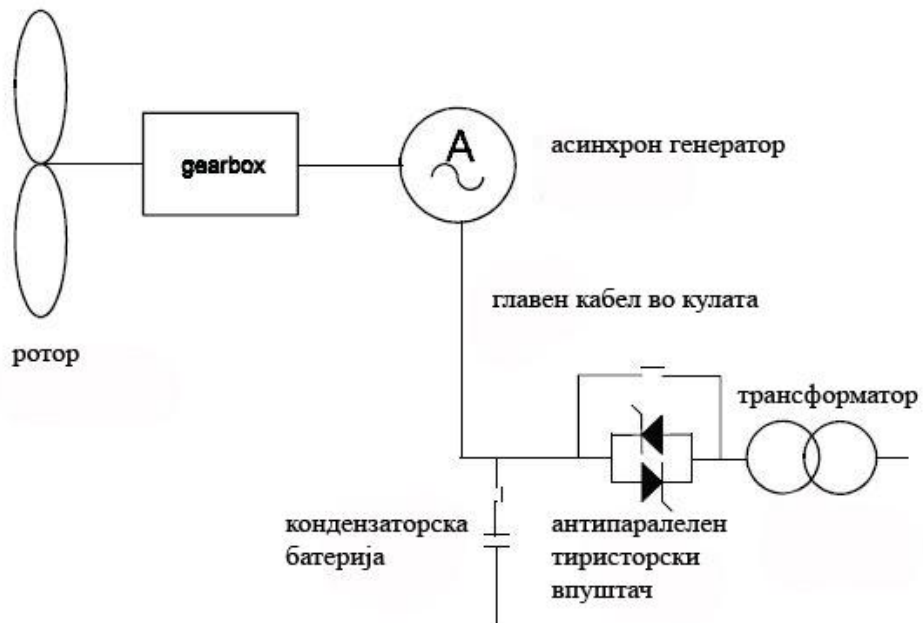 gearbox
A
асинхрон генератор
главен кабел во кулата
ротор
трансформатор
кондензаторска
батерија
антипаралелен
тиристорски
впуштач